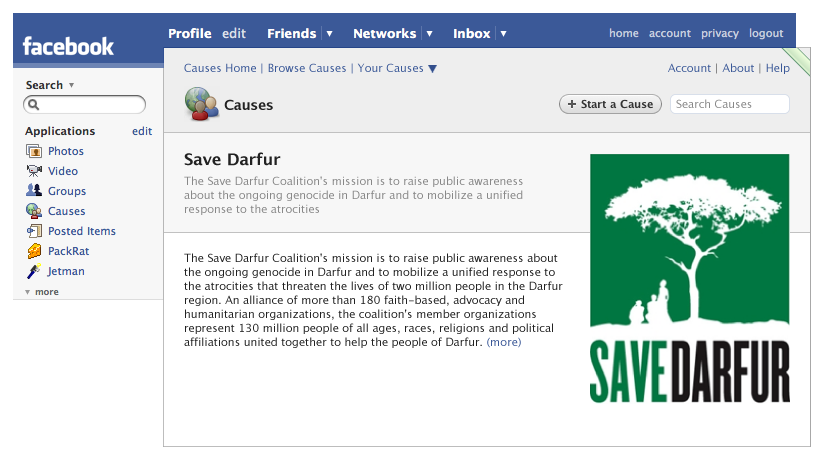 facebook
Profile edit Friends ▼ Networks ▼ Inbox ▼ home account privacy logout
Search ▼
Applications edit
Photos
Video
Groups
Causes
Posted Items
PackRat
Jetman
▼ more
Causes Home | Browse Causes | Your Causes ▼ Account | About | Help
Causes + Start a Cause Search Causes
Save Darfur
The Save Darfur Coalition's mission is to raise public awareness
about the ongoing genocide in Darfur and to mobilize a unified
response to the atrocities
The Save Darfur Coalition's mission is to raise public awareness about
the ongoing genocide in Darfur and to mobilize a unified response to
the atrocities that threaten the lives of two million people in the Darfur
region. An alliance of more than 180 faith-based, advocacy and
humanitarian organizations, the coalition's member organizations
represent 130 million people of all ages, races, religions and political
affiliations united together to help the people of Darfur. (more)
SAVEDARFUR